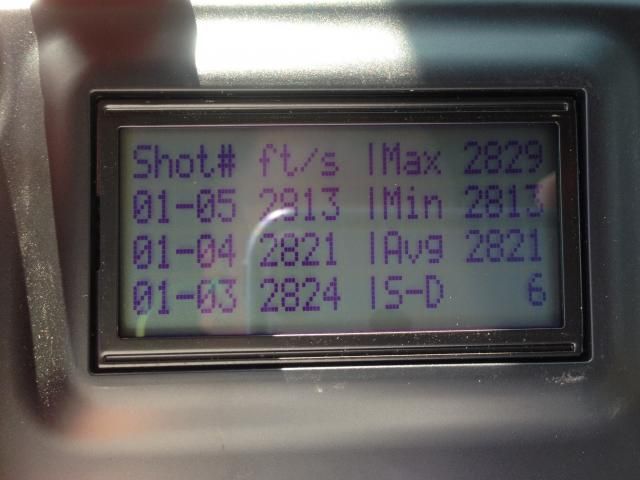 Shot# ft/s |Max 2829
01-05 2813 |Min 2813
01-04 2821 |Avg 2821
01-03 2824 |S-D 6